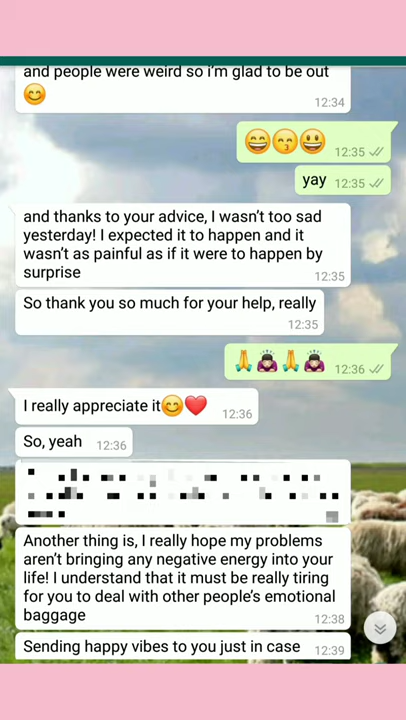 and people were weird so i'm glad to be out
😊
12:34
😄😙😃 12:35
yay 12:35
and thanks to your advice, I wasn't too sad
yesterday! I expected it to happen and it
wasn't as painful as if it were to happen by
surprise
12:35
So thank you so much for your help, really
12:35
🙏🙇🙏🙇 12:36
I really appreciate it😊❤️ 12:36
So, yeah 12:36
Another thing is, I really hope my problems
aren't bringing any negative energy into your
life! I understand that it must be really tiring
for you to deal with other people's emotional
baggage
12:38
Sending happy vibes to you just in case 12:39